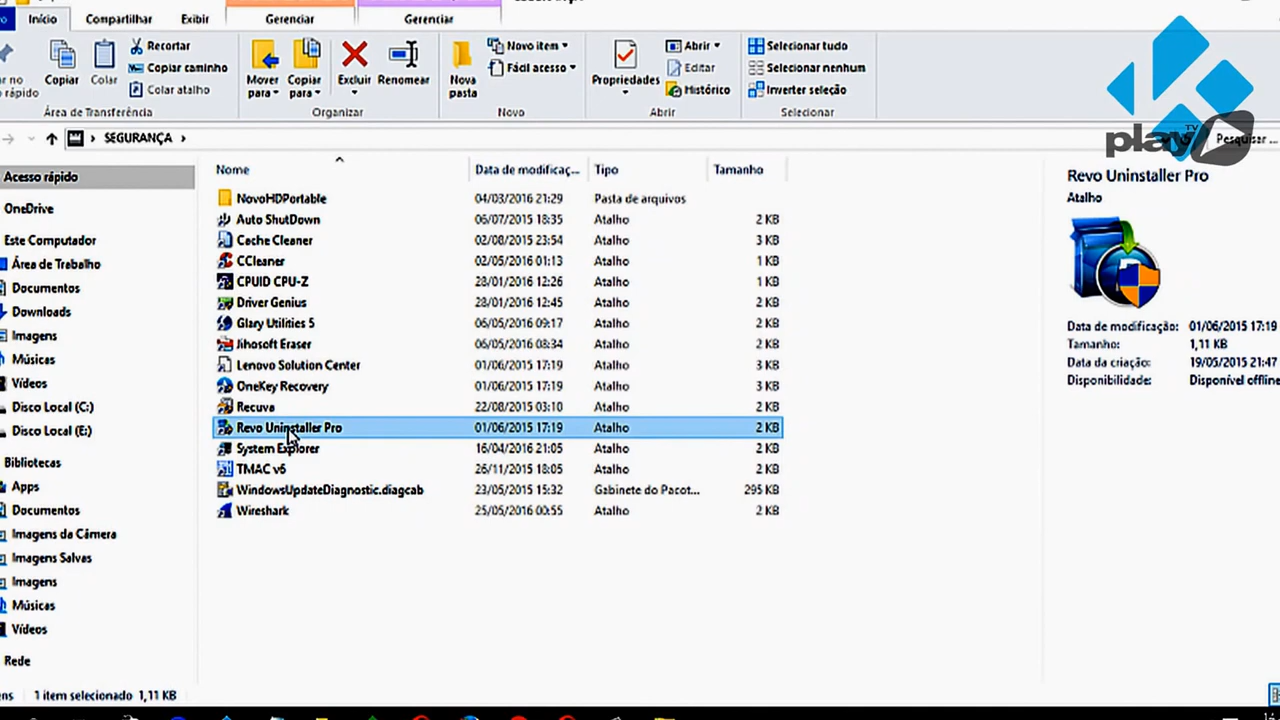 Início Compartilhar Exibir Gerenciar Gerenciar
Copiar
Colar
Recortar
Copiar caminho
Colar atalho
Área de Transferência
Mover para
Copiar para
Excluir
Renomear
Organizar
Nova pasta
Novo item
Fácil acesso
Novo
Propriedades
Abrir
Editar
Histórico
Abrir
Selecionar tudo
Selecionar nenhum
Inverter seleção
Selecionar
play TV
SEGURANÇA
Pesquisar ...
Acesso rápido
OneDrive
Este Computador
Área de Trabalho
Documentos
Downloads
Imagens
Músicas
Vídeos
Disco Local (C:)
Disco Local (E:)
Bibliotecas
Apps
Documentos
Imagens da Câmera
Imagens Salvas
Imagens
Músicas
Vídeos
Rede
Nome Data de modificaç... Tipo Tamanho
NovoHDPortable 04/03/2016 21:29 Pasta de arquivos
Auto ShutDown 06/07/2015 18:35 Atalho 2 KB
Cache Cleaner 02/08/2015 23:54 Atalho 3 KB
CCleaner 02/05/2016 01:13 Atalho 1 KB
CPUID CPU-Z 28/01/2016 12:26 Atalho 1 KB
Driver Genius 28/01/2016 12:45 Atalho 2 KB
Glary Utilities 5 06/05/2016 09:17 Atalho 2 KB
Jihosoft Eraser 06/05/2016 08:34 Atalho 2 KB
Lenovo Solution Center 01/06/2015 17:19 Atalho 3 KB
OneKey Recovery 01/06/2015 17:19 Atalho 3 KB
Recuva 22/08/2015 03:10 Atalho 2 KB
Revo Uninstaller Pro 01/06/2015 17:19 Atalho 2 KB
System Explorer 16/04/2016 21:05 Atalho 2 KB
TMAC v6 26/11/2015 18:05 Atalho 2 KB
WindowsUpdateDiagnostic.diagcab 23/05/2015 15:32 Gabinete do Pacot... 295 KB
Wireshark 25/05/2016 00:55 Atalho 2 KB
Revo Uninstaller Pro
Atalho
Data de modificação: 01/06/2015 17:19
Tamanho: 1,11 KB
Data da criação: 19/05/2015 21:47
Disponibilidade: Disponível offline
1 item selecionado 1,11 KB